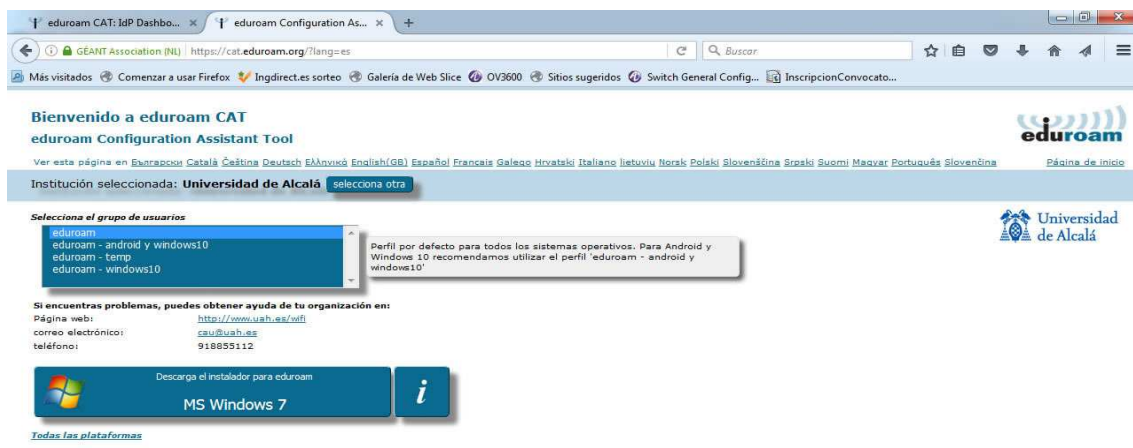 eduroam CAT: IdP Dashbo... × eduroam Configuration As... × +
GÉANT Association (NL) https://cat.eduroam.org/?lang=es Buscar
Más visitados Comenzar a usar Firefox Ingdirect.es sorteo Galería de Web Slice OV3600 Sitios sugeridos Switch General Config... InscripcionConvocato...
Bienvenido a eduroam CAT
eduroam Configuration Assistant Tool
eduroam
Ver esta página en Български Català Čeština Deutsch Ελληνικά English(GB) Español Français Galego Hrvatski Italiano lietuvių Norsk Polski Slovenščina Srpski Suomi Magyar Português Slovenčina Página de inicio
Institución seleccionada: Universidad de Alcalá selecciona otra
Selecciona el grupo de usuarios
eduroam
eduroam - android y windows10
eduroam - temp
eduroam - windows10
Perfil por defecto para todos los sistemas operativos. Para Android y
Windows 10 recomendamos utilizar el perfil 'eduroam - android y
windows10'
Universidad
de Alcalá
Si encuentras problemas, puedes obtener ayuda de tu organización en:
Página web: http://www.uah.es/wifi
correo electrónico: cau@uah.es
teléfono: 918855112
Descarga el instalador para eduroam
MS Windows 7
i
Todas las plataformas